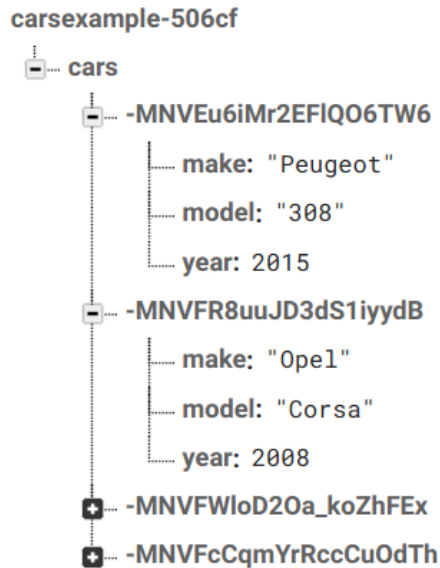 carsexample-506cf
cars
-MNVEu6iMr2EFlQO6TW6
make: "Peugeot"
model: "308"
year: 2015
-MNVFR8uuJD3dS1iyydB
make: "Opel"
model: "Corsa"
year: 2008
-MNVFWloD2Oa_koZhFEx
-MNVFcCqmYrRccCuOdTh